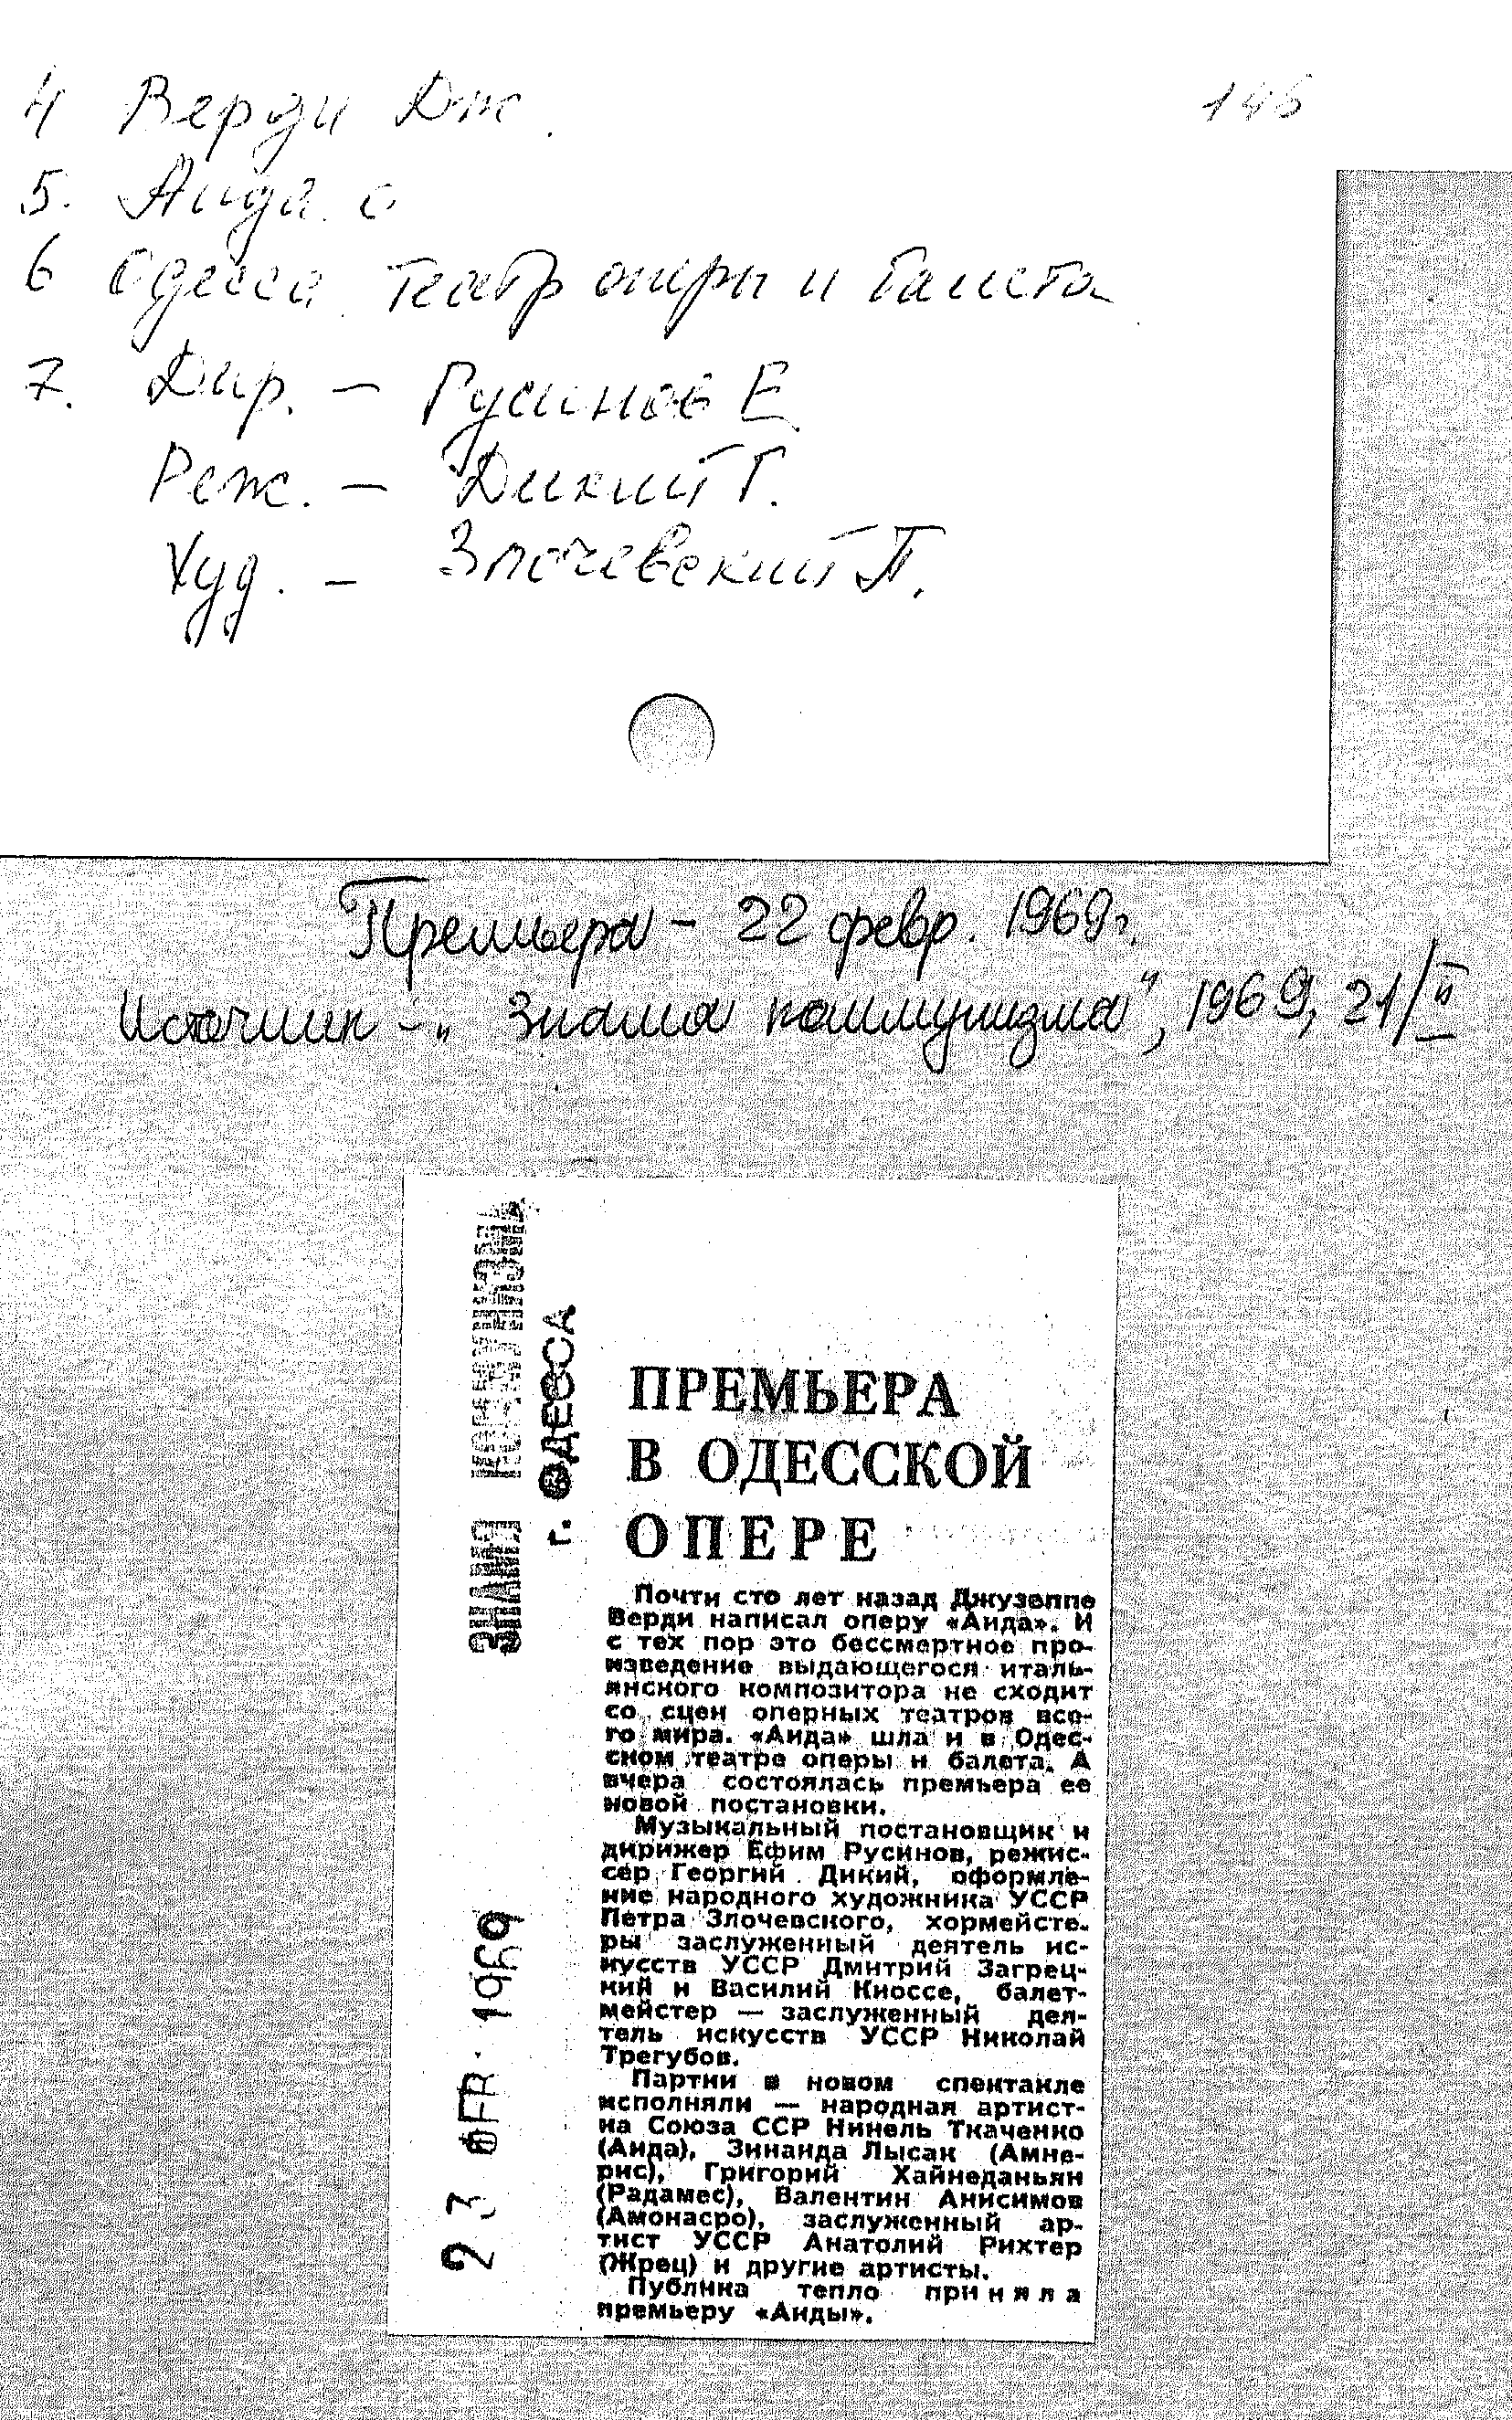 146
4 Верди Дж.
5. Аида. о
6 Одесса. Театр оперы и балета
7. Дир. – Русинов Е.
Реж. – Дикий Г.
Худ. – Злочевский П.
Премьера – 22 февр. 1969 г.
Источник – „Знамя коммунизма", 1969, 21/II
ЗНАМЯ КОММУНИЗМА
г. ОДЕССА
23 ФЕВ. 1969
ПРЕМЬЕРА
В ОДЕССКОЙ
ОПЕРЕ
Почти сто лет назад Джузеппе
Верди написал оперу «Аида». И
с тех пор это бессмертное про-
изведение выдающегося италь-
янского композитора не сходит
со сцен оперных театров все-
го мира. «Аида» шла и в Одес-
ском театре оперы и балета. А
вчера состоялась премьера ее
новой постановки.
Музыкальный постановщик и
дирижер Ефим Русинов, режис-
сер Георгий Дикий, оформле-
ние народного художника УССР
Петра Злочевского, хормейсте-
ры заслуженный деятель ис-
кусств УССР Дмитрий Загрец-
кий и Василий Киоссе, балет-
мейстер — заслуженный дея-
тель искусств УССР Николай
Трегубов.
Партии в новом спектакле
исполняли — народная артист-
ка Союза ССР Нинель Ткаченко
(Аида), Зинаида Лысак (Амне-
рис), Григорий Хайнеданьян
(Радамес), Валентин Анисимов
(Амонасро), заслуженный ар-
тист УССР Анатолий Рихтер
(Жрец) и другие артисты.
Публика тепло приняла
премьеру «Аиды».